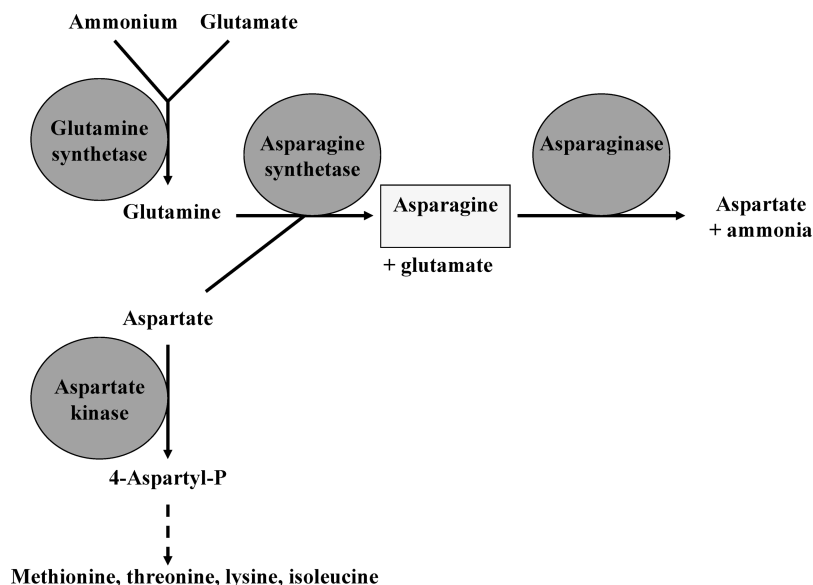 Ammonium Glutamate
Glutamine
synthetase
Asparagine
synthetase
Asparaginase
Glutamine
Asparagine
Aspartate
+ ammonia
+ glutamate
Aspartate
Aspartate
kinase
4-Aspartyl-P
Methionine, threonine, lysine, isoleucine